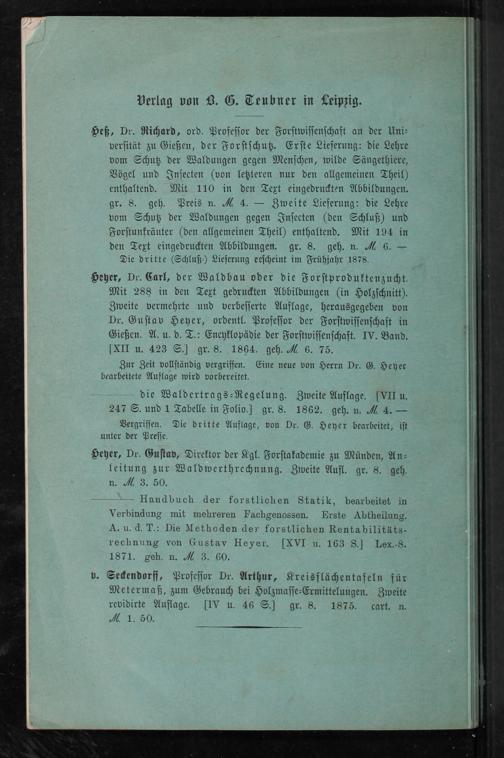 Verlag von B. G. Teubner in Leipzig.
Heß, Dr. Richard, ord. Professor der Forstwissenschaft an der Uni-
versität zu Gießen, der Forstschutz. Erste Lieferung: die Lehre
vom Schutz der Waldungen gegen Menschen, wilde Säugethiere,
Vögel und Insecten (von letzteren nur den allgemeinen Theil)
enthaltend. Mit 110 in den Text eingedruckten Abbildungen.
gr. 8. geh. Preis n. ℳ 4. — Zweite Lieferung: die Lehre
vom Schutz der Waldungen gegen Insecten (den Schluß) und
Forstunkräuter (den allgemeinen Theil) enthaltend. Mit 194 in
den Text eingedruckten Abbildungen. gr. 8. geh. n. ℳ 6. —
Die dritte (Schluß-) Lieferung erscheint im Frühjahr 1878.
Heyer, Dr. Carl, der Waldbau oder die Forstproduktenzucht.
Mit 288 in den Text gedruckten Abbildungen (in Holzschnitt).
Zweite vermehrte und verbesserte Auflage, herausgegeben von
Dr. Gustav Heyer, ordentl. Professor der Forstwissenschaft in
Gießen. A. u. d. T.: Encyklopädie der Forstwissenschaft. IV. Band.
[XII u. 423 S.] gr. 8. 1864. geh. ℳ 6. 75.
Zur Zeit vollständig vergriffen. Eine neue von Herrn Dr. G. Heyer
bearbeitete Auflage wird vorbereitet.
——— die Waldertrags-Regelung. Zweite Auflage. [VII u.
247 S. und 1 Tabelle in Folio.] gr. 8. 1862. geh. n. ℳ 4. —
Vergriffen. Die dritte Auflage, von Dr. G. Heyer bearbeitet, ist
unter der Presse.
Heyer, Dr. Gustav, Direktor der Kgl. Forstakademie zu Münden, An-
leitung zur Waldwerthrechnung. Zweite Aufl. gr. 8. geh.
n. ℳ 3. 50.
——— Handbuch der forstlichen Statik, bearbeitet in
Verbindung mit mehreren Fachgenossen. Erste Abtheilung.
A. u. d. T.: Die Methoden der forstlichen Rentabilitäts-
rechnung von Gustav Heyer. [XVI u. 163 S.] Lex.-8.
1871. geh. n. ℳ 3. 60.
v. Seckendorff, Professor Dr. Arthur, Kreisflächentafeln für
Metermaß, zum Gebrauch bei Holzmasse-Ermittelungen. Zweite
revidirte Auflage. [IV u. 46 S.] gr. 8. 1875. cart. n.
ℳ 1. 50.